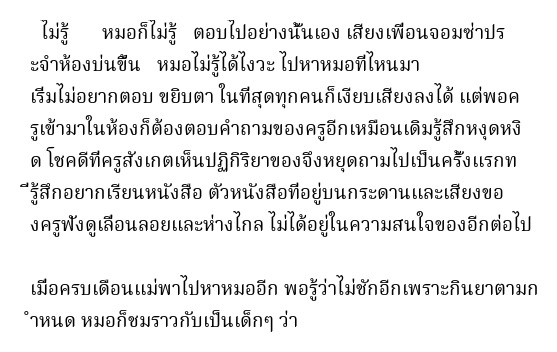 ไม่รู้ หมอก็ไม่รู้ ตอบไปอย่างนั้นเอง เสียงเพื่อนจอมซ่าปร
ะจำห้องบ่นขึ้น หมอไม่รู้ได้ไงวะ ไปหาหมอที่ไหนมา
เริ่มไม่อยากตอบ ขยิบตา ในที่สุดทุกคนก็เงียบเสียงลงได้ แต่พอค
รูเข้ามาในห้องก็ต้องตอบคำถามของครูอีกเหมือนเดิมรู้สึกหงุดหงิ
ด โชคดีที่ครูสังเกตเห็นปฏิกิริยาของจึงหยุดถามไปเป็นครั้งแรกท
ี่รู้สึกอยากเรียนหนังสือ ตัวหนังสือที่อยู่บนกระดานและเสียงขอ
งครูฟังดูเลื่อนลอยและห่างไกล ไม่ได้อยู่ในความสนใจของอีกต่อไป
เมื่อครบเดือนแม่พาไปหาหมออีก พอรู้ว่าไม่ชักอีกเพราะกินยาตามก
ำหนด หมอก็ชมราวกับเป็นเด็กๆ ว่า